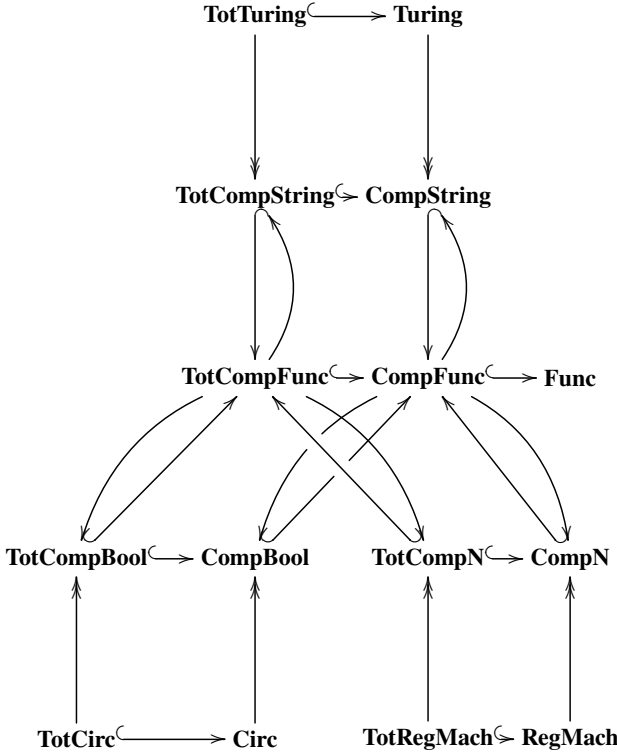 TotTuring Turing
TotCompString CompString
TotCompFunc CompFunc Func
TotCompBool CompBool TotCompN CompN
TotCirc Circ TotRegMach RegMach